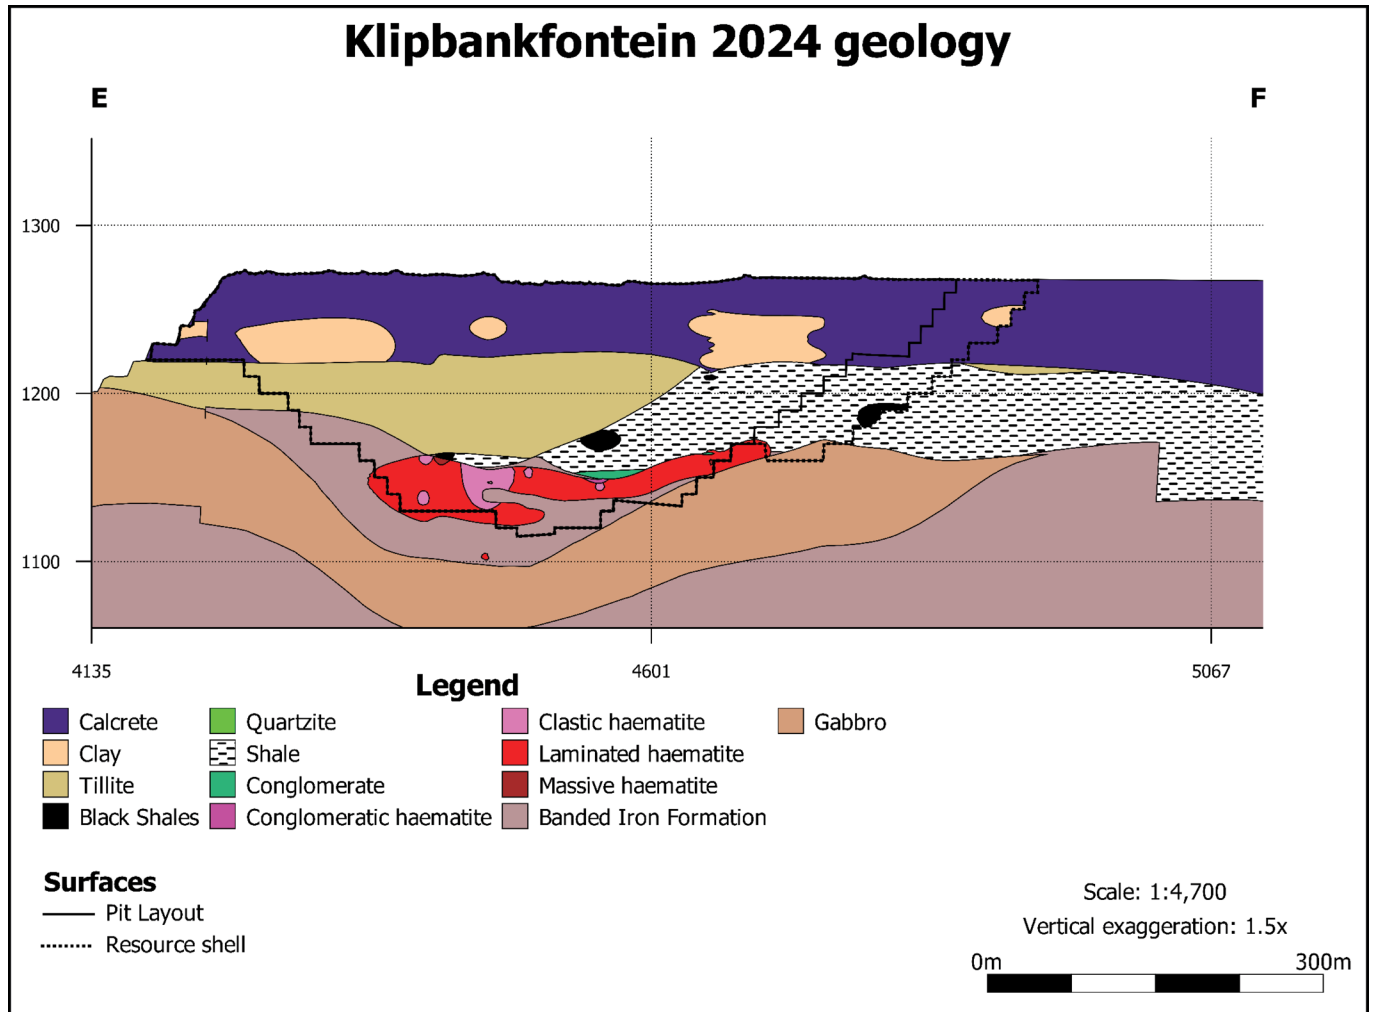 Klipbankfontein 2024 geology
E F
1300
1200
1100
4135 4601 5067
Legend
Calcrete Quartzite Clastic haematite Gabbro
Clay Shale Laminated haematite
Tillite Conglomerate Massive haematite
Black Shales Conglomeratic haematite Banded Iron Formation
Surfaces
Pit Layout
Resource shell
Scale: 1:4,700
Vertical exaggeration: 1.5x
0m 300m